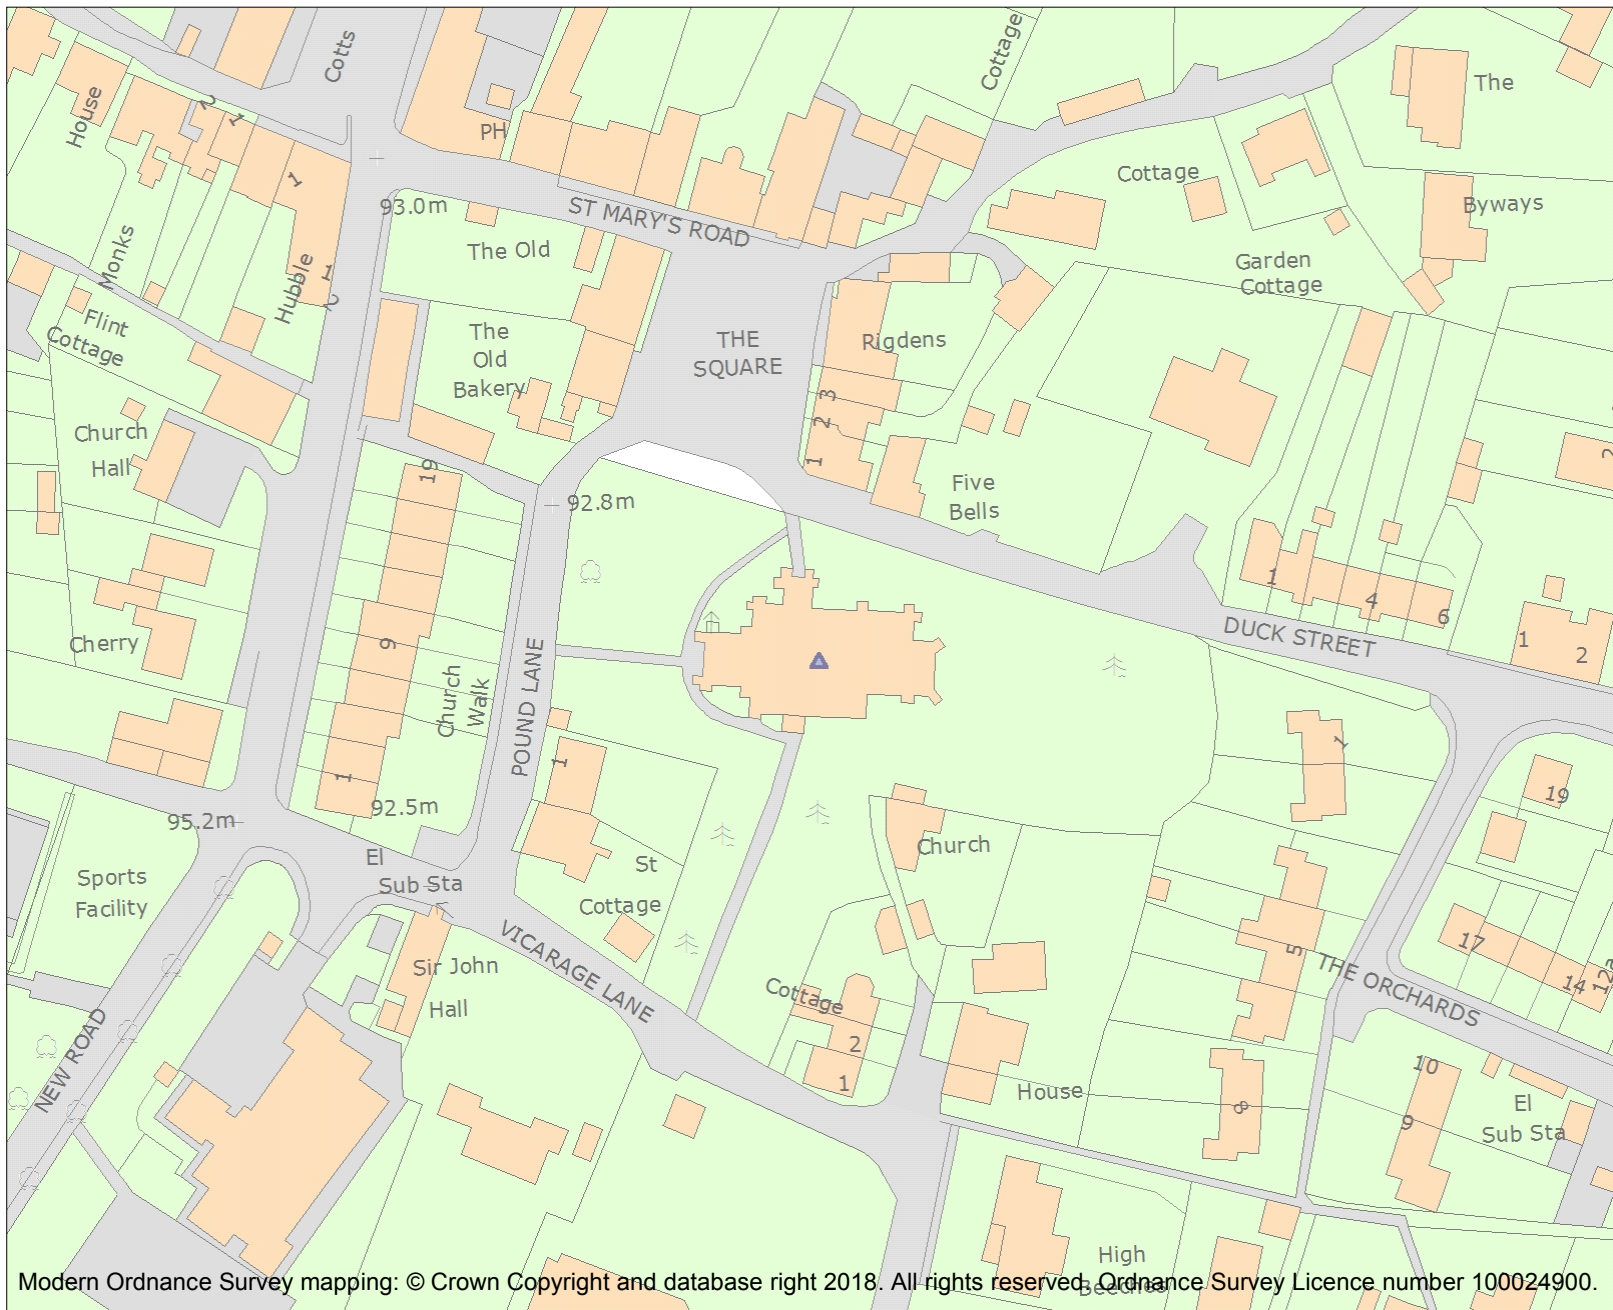 Cotts
Cottage
The
House
2
1
PH
1
Cottage
Byways
93.0m
ST MARY'S ROAD
The Old
Monks
Hubble
1
2
Garden
Cottage
Flint
Cottage
The
Old
Bakery
THE
SQUARE
Rigdens
3
2
1
Church
Hall
19
92.8m
Five
Bells
2
1
4
6
DUCK STREET
1
2
Cherry
9
Church
Walk
POUND LANE
1
1
1
92.5m
95.2m
19
El
Sub Sta
St
Cottage
Church
Sports
Facility
VICARAGE LANE
Sir John
Hall
Cottage
2
1
5
THE ORCHARDS
17
14
12a
NEW ROAD
House
8
10
9
El
Sub Sta
High
Beeches
Modern Ordnance Survey mapping: © Crown Copyright and database right 2018. All rights reserved. Ordnance Survey Licence number 100024900.